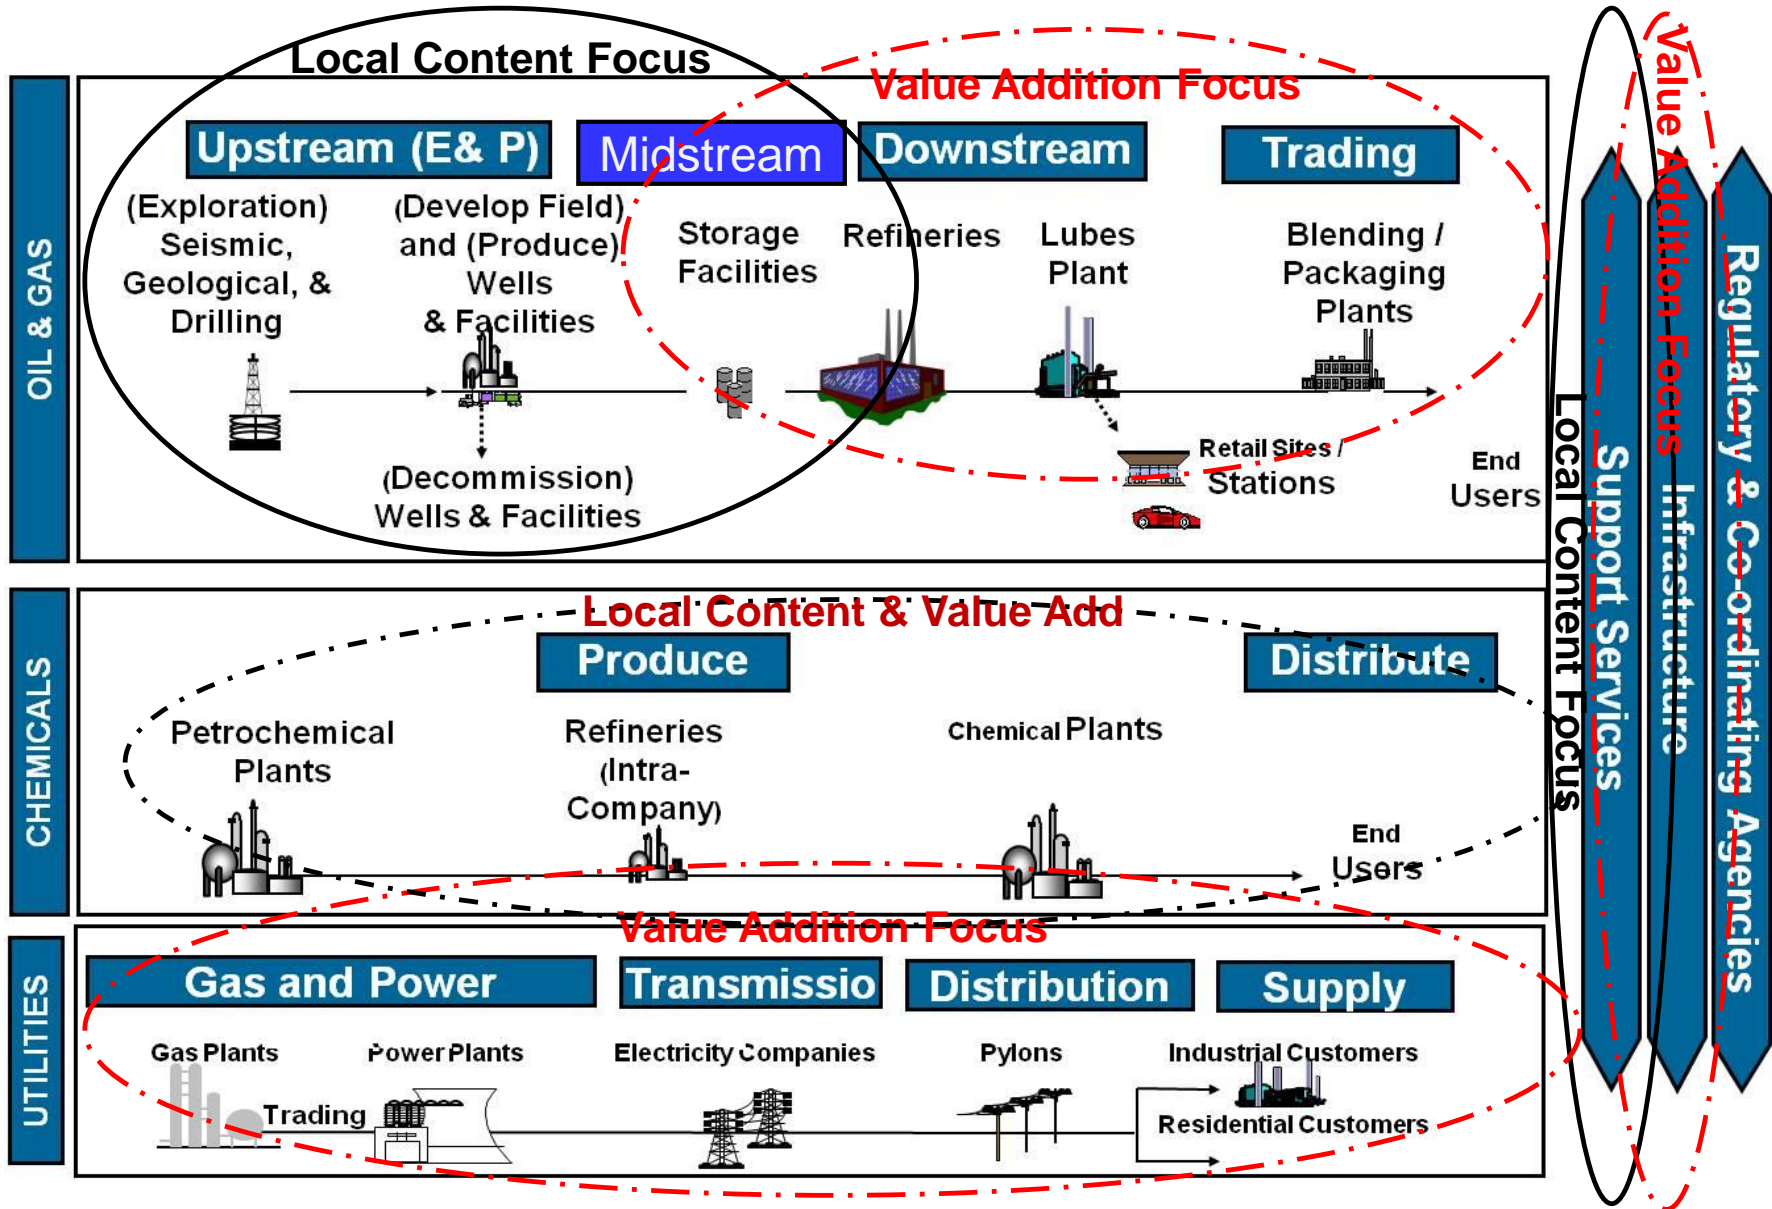 Local Content Focus
Value Addition Focus
OIL & GAS
Upstream (E& P)
Midstream
Downstream
Trading
(Exploration)
Seismic,
Geological, &
Drilling
(Develop Field)
and (Produce)
Wells
& Facilities
Storage
Facilities
Refineries
Lubes
Plant
Blending /
Packaging
Plants
(Decommission)
Wells & Facilities
Retail Sites /
Stations
End
Users
CHEMICALS
Local Content & Value Add
Produce
Distribute
Petrochemical
Plants
Refineries
(Intra-
Company)
Chemical Plants
End
Users
UTILITIES
Value Addition Focus
Gas and Power
Transmissio
Distribution
Supply
Gas Plants
Power Plants
Electricity Companies
Pylons
Industrial Customers
Trading
Residential Customers
Local Content Focus
Support Services
Value Addition Focus
Infrastructure
Regulatory & Co-ordinating Agencies